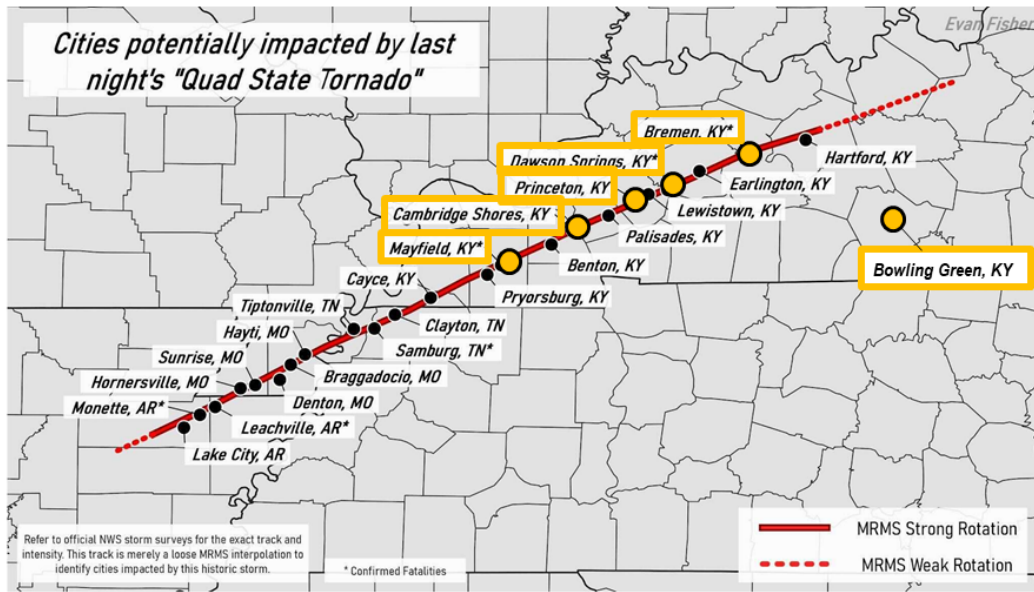 Evan Fisher
Cities potentially impacted by last
night's "Quad State Tornado"
Bremen, KY*
Hartford, KY
Dawson Springs, KY*
Earlington, KY
Princeton, KY
Lewistown, KY
Cambridge Shores, KY
Palisades, KY
Mayfield, KY*
Benton, KY
Bowling Green, KY
Cayce, KY
Pryorsburg, KY
Tiptonville, TN
Clayton, TN
Hayti, MO
Samburg, TN*
Sunrise, MO
Braggadocio, MO
Hornersville, MO
Denton, MO
Monette, AR*
Leachville, AR*
Lake City, AR
Refer to official NWS storm surveys for the exact track and
intensity. This track is merely a loose MRMS interpolation to
identify cities impacted by this historic storm.
* Confirmed Fatalities
MRMS Strong Rotation
MRMS Weak Rotation